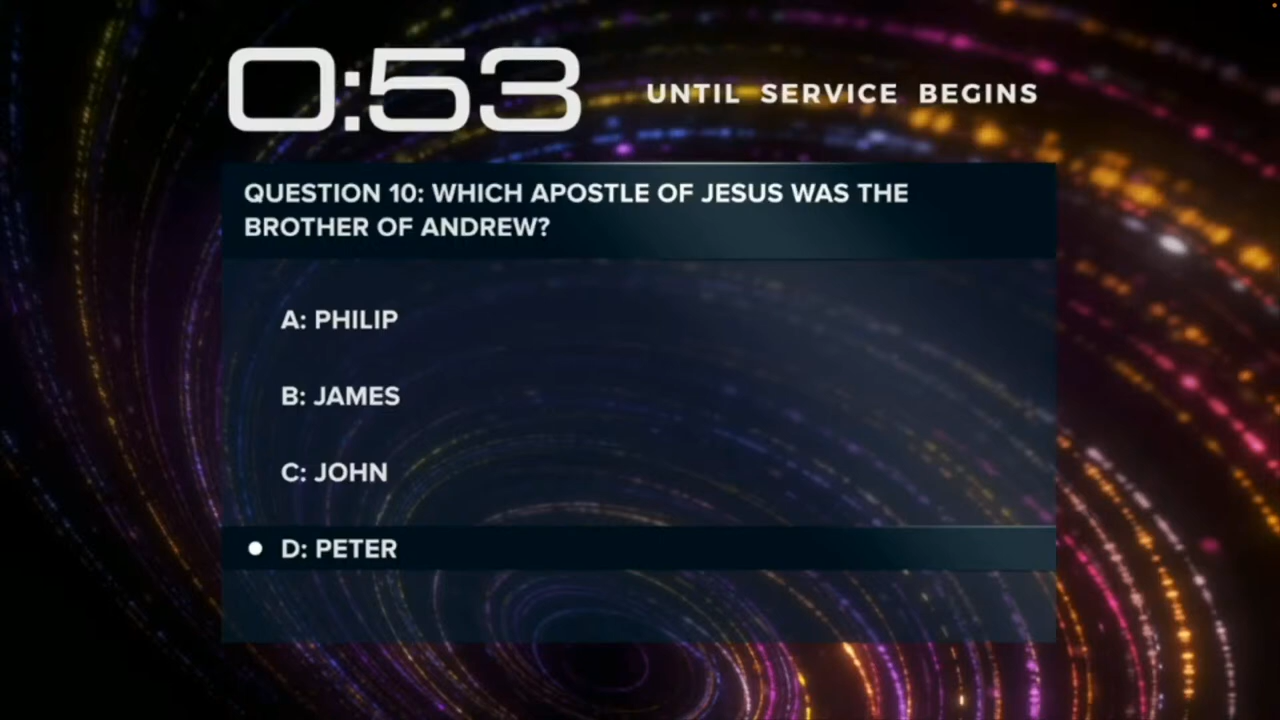 0:53 UNTIL SERVICE BEGINS
QUESTION 10: WHICH APOSTLE OF JESUS WAS THE
BROTHER OF ANDREW?
A: PHILIP
B: JAMES
C: JOHN
D: PETER